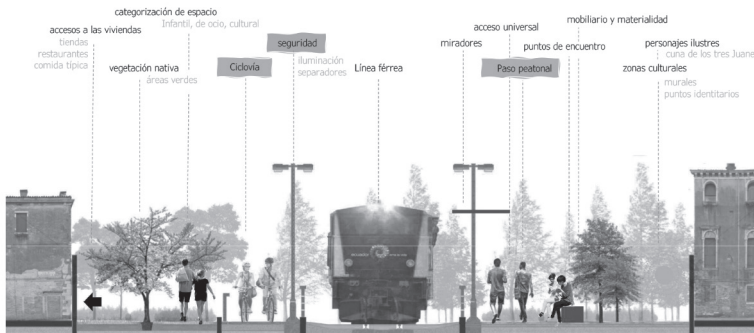 categorización de espacio
Infantil, de ocio, cultural
accesos a las viviendas
tiendas
restaurantes
comida típica
vegetación nativa
áreas verdes
Ciclovía
seguridad
iluminación
separadores
Línea férrea
miradores
acceso universal
Paso peatonal
puntos de encuentro
mobiliario y materialidad
personajes ilustres
cuna de los tres Juane
zonas culturales
murales
puntos identitarios